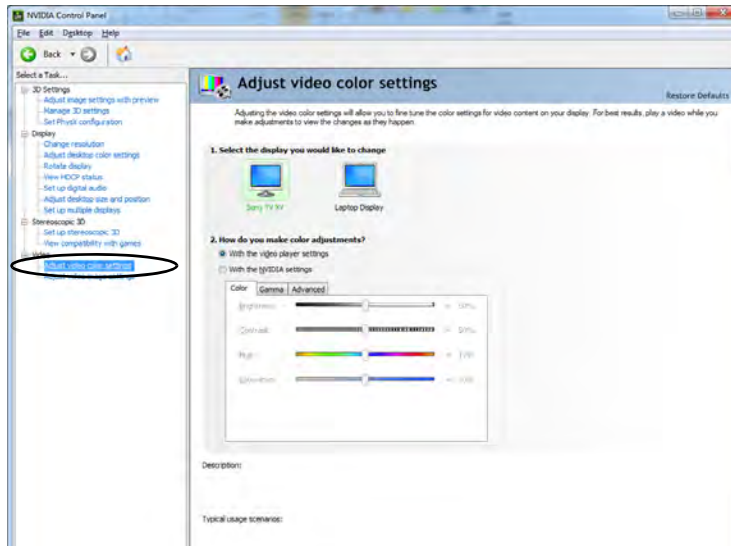 NVIDIA Control Panel
File Edit Desktop Help
Back
Select a Task...
3D Settings
Adjust image settings with preview
Manage 3D settings
Set PhysX configuration
Display
Change resolution
Adjust desktop color settings
Rotate display
View HDCP status
Set up digital audio
Adjust desktop size and position
Set up multiple displays
Stereoscopic 3D
Set up stereoscopic 3D
View compatibility with games
Video
Adjust video color settings
Adjust video image settings
Adjust video color settings
Restore Defaults
Adjusting the video color settings will allow you to fine tune the color settings for video content on your display. For best results, play a video while you
make adjustments to view the changes as they happen.
1. Select the display you would like to change
Sony TV XV
Laptop Display
2. How do you make color adjustments?
With the video player settings
With the NVIDIA settings
Color Gamma Advanced
Brightness
Contrast
Hue
Saturation
Description:
Typical usage scenarios: